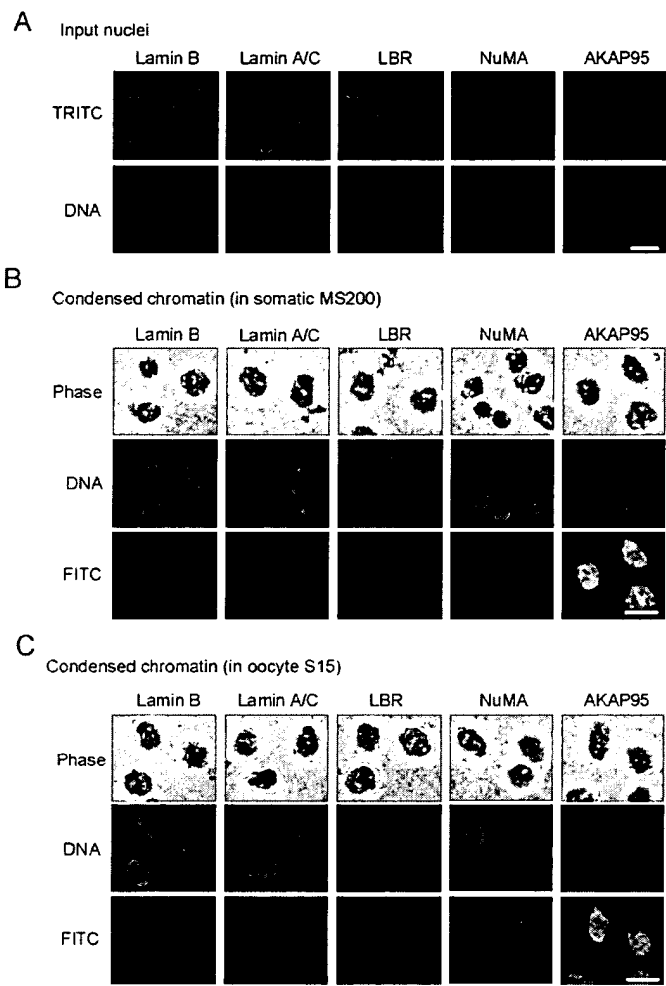 A
Input nuclei
Lamin B Lamin A/C LBR NuMA AKAP95
TRITC
DNA
B
Condensed chromatin (in somatic MS200)
Lamin B Lamin A/C LBR NuMA AKAP95
Phase
DNA
FITC
C
Condensed chromatin (in oocyte S15)
Lamin B Lamin A/C LBR NuMA AKAP95
Phase
DNA
FITC